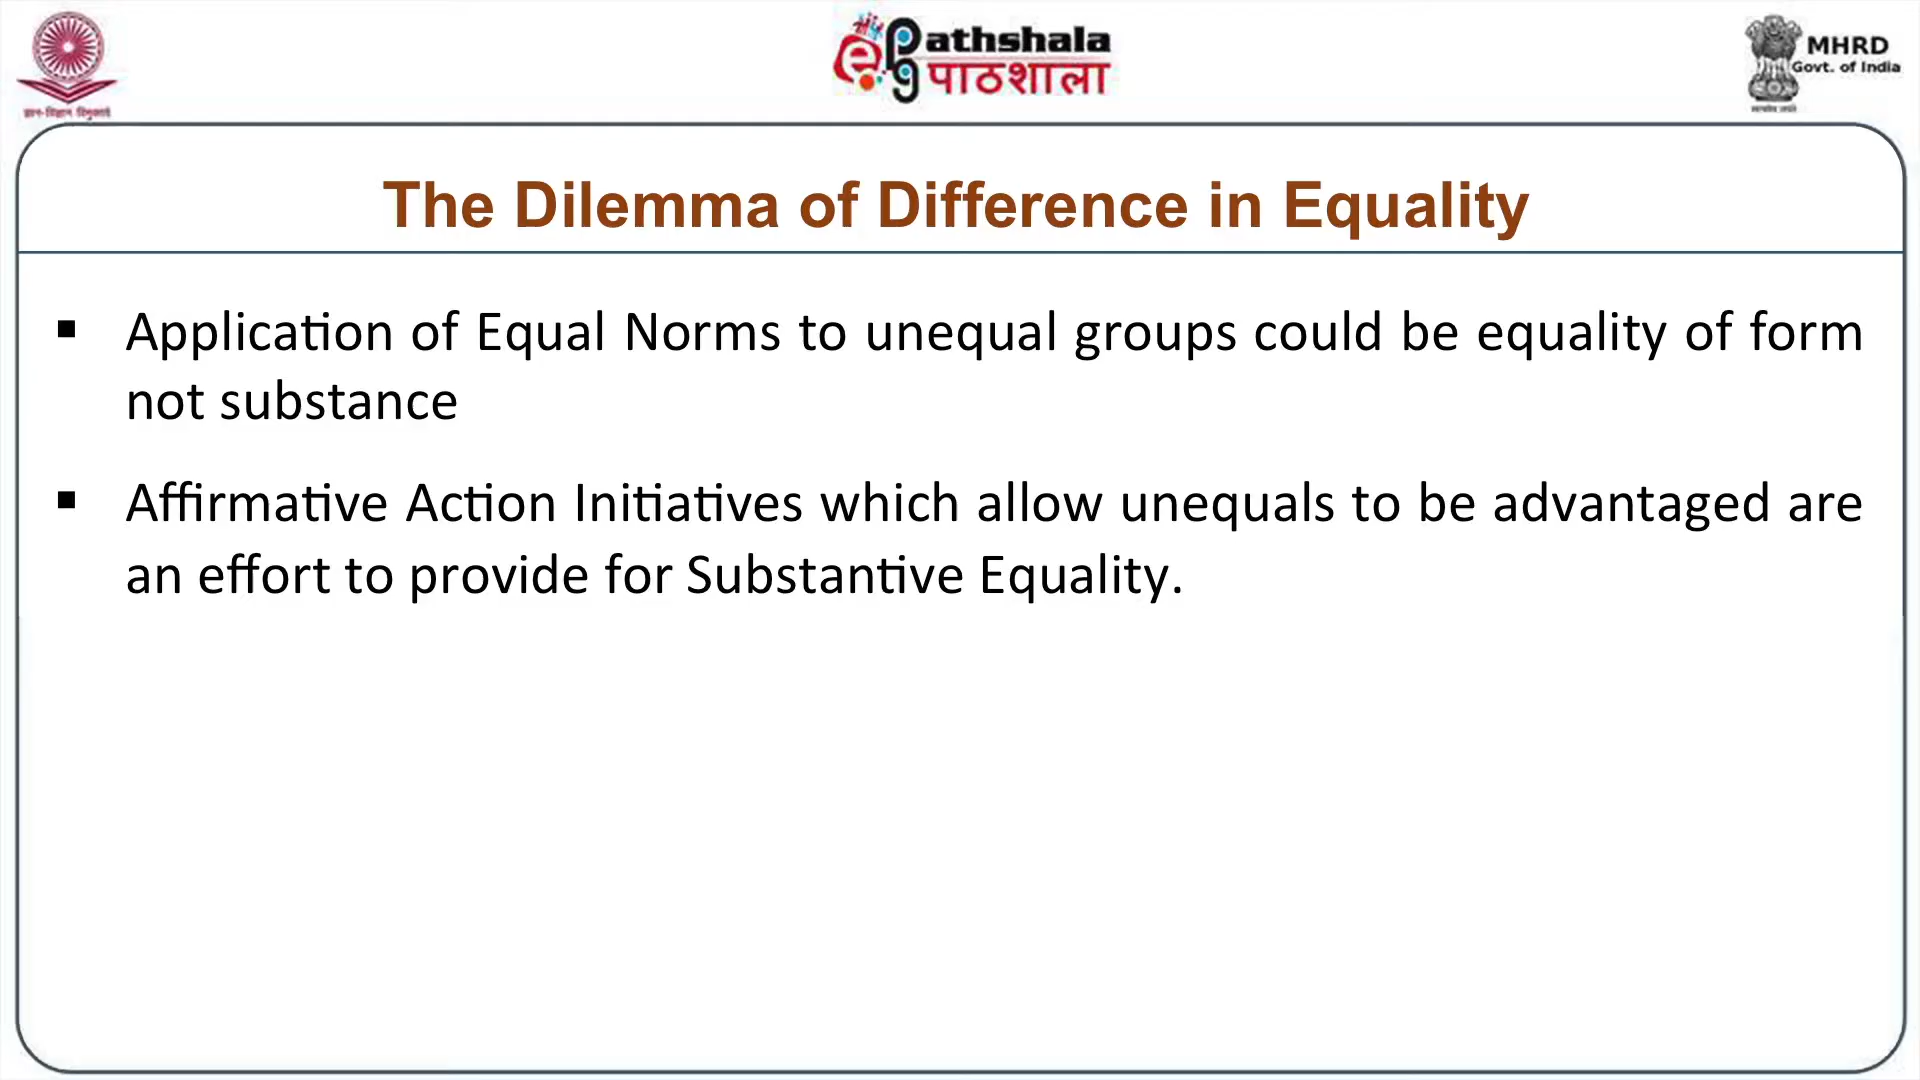 Pathshala
पाठशाला
MHRD
Govt. of India
ज्ञान-विज्ञान विमुक्तये
The Dilemma of Difference in Equality
▪ Application of Equal Norms to unequal groups could be equality of form
not substance
▪ Affirmative Action Initiatives which allow unequals to be advantaged are
an effort to provide for Substantive Equality.